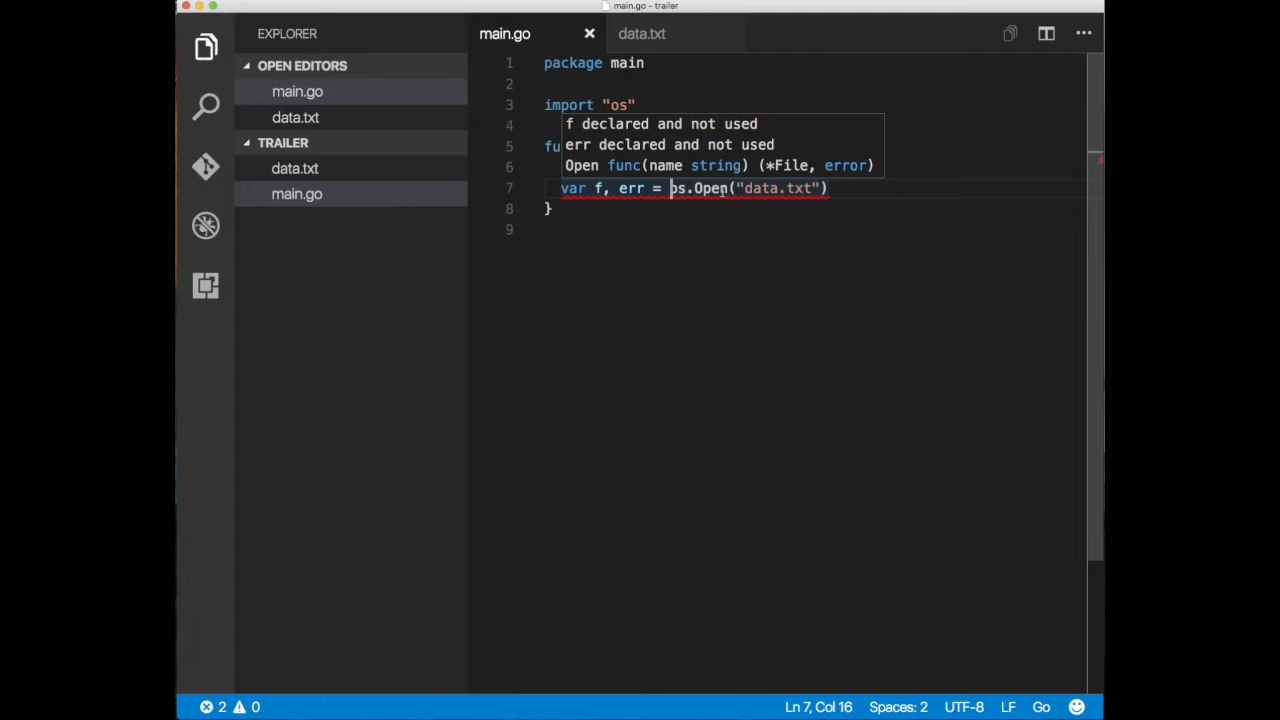 main.go - trailer
EXPLORER
OPEN EDITORS
main.go
data.txt
TRAILER
data.txt
main.go
main.go × data.txt
1 package main
2
3 import "os"
4
f declared and not used
err declared and not used
Open func(name string) (*File, error)
5 fu
6
7 var f, err = os.Open("data.txt")
8 }
9
2 0 Ln 7, Col 16 Spaces: 2 UTF-8 LF Go